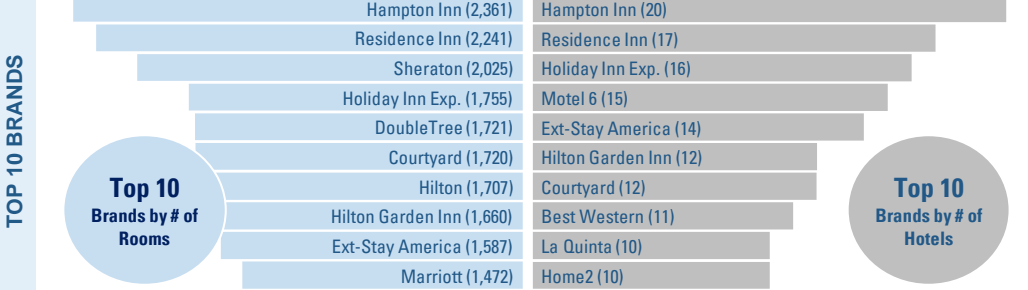 TOP 10 BRANDS
Hampton Inn (2,361)
Residence Inn (2,241)
Sheraton (2,025)
Holiday Inn Exp. (1,755)
DoubleTree (1,721)
Courtyard (1,720)
Hilton (1,707)
Hilton Garden Inn (1,660)
Ext-Stay America (1,587)
Marriott (1,472)
Top 10
Brands by # of
Rooms
Hampton Inn (20)
Residence Inn (17)
Holiday Inn Exp. (16)
Motel 6 (15)
Ext-Stay America (14)
Hilton Garden Inn (12)
Courtyard (12)
Best Western (11)
La Quinta (10)
Home2 (10)
Top 10
Brands by # of
Hotels